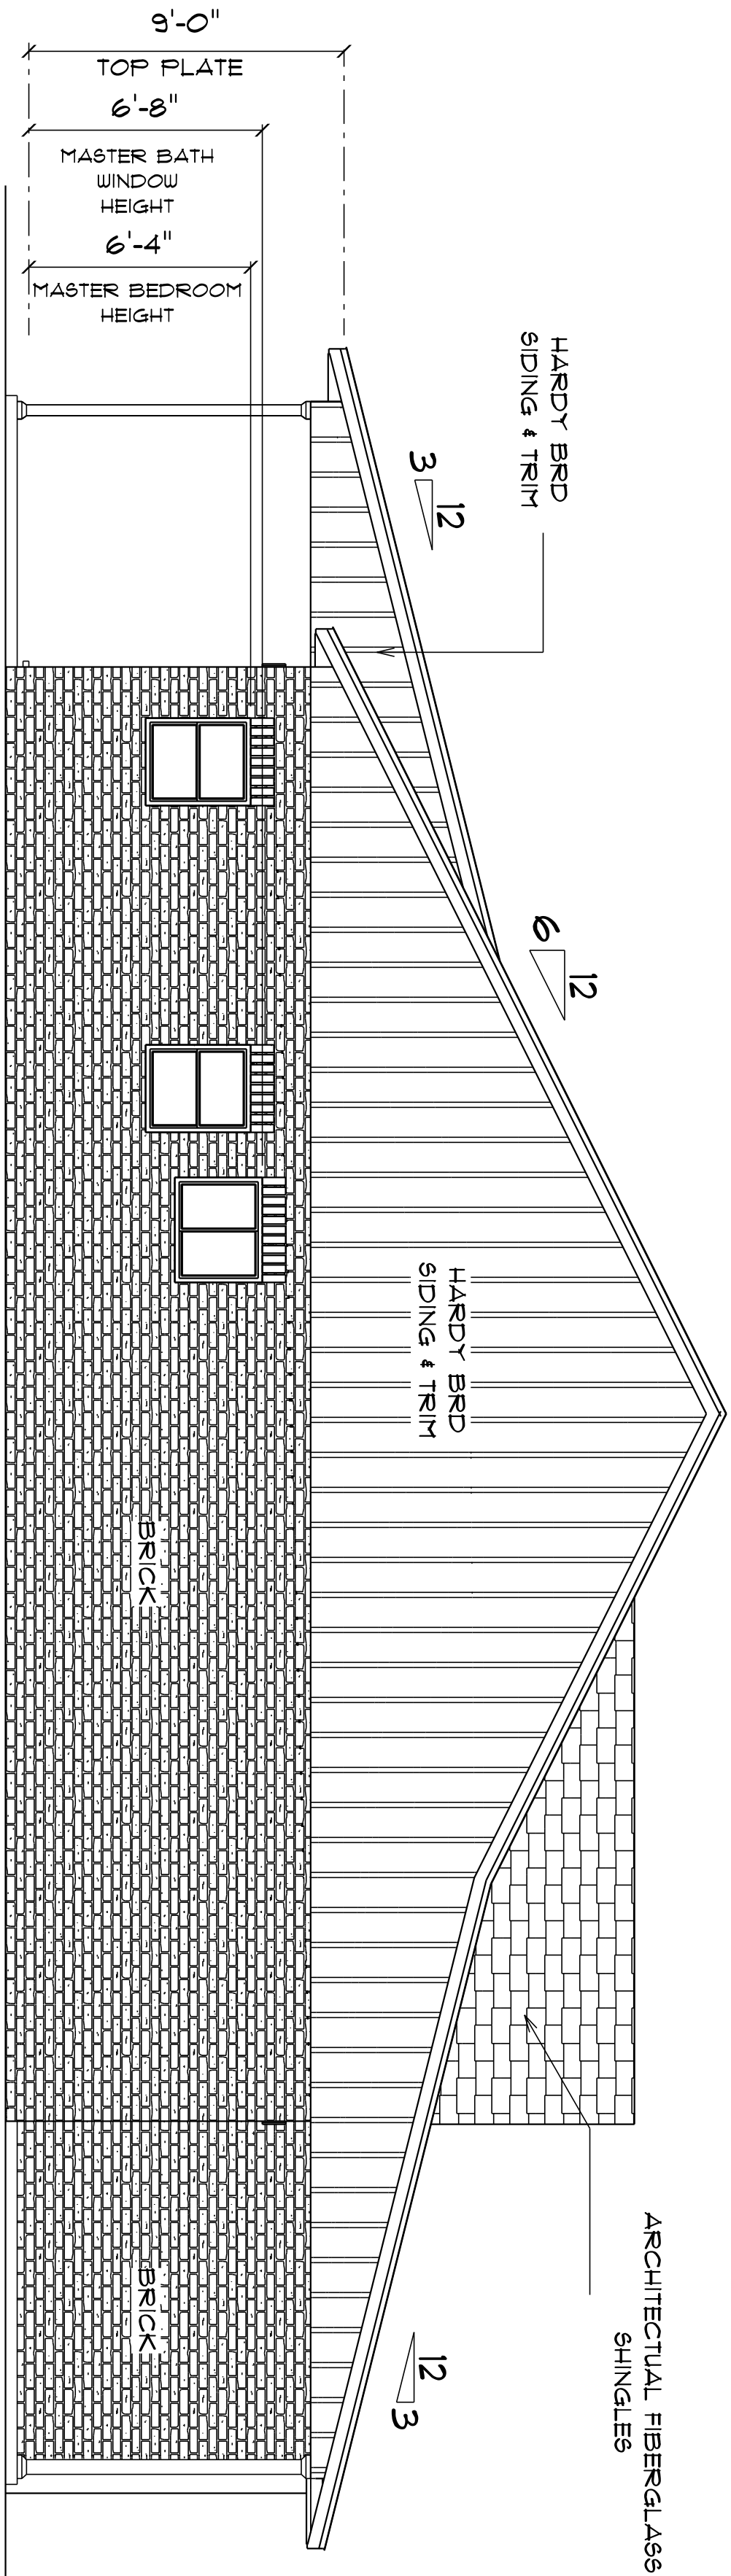 9'-0"
TOP PLATE
6'-8"
MASTER BATH
WINDOW
HEIGHT
6'-4"
MASTER BEDROOM
HEIGHT
HARDY BRD
SIDING & TRIM
12
3
12
6
HARDY BRD
SIDING & TRIM
BRICK
BRICK
12
3
ARCHITECTUAL FIBERGLASS
SHINGLES